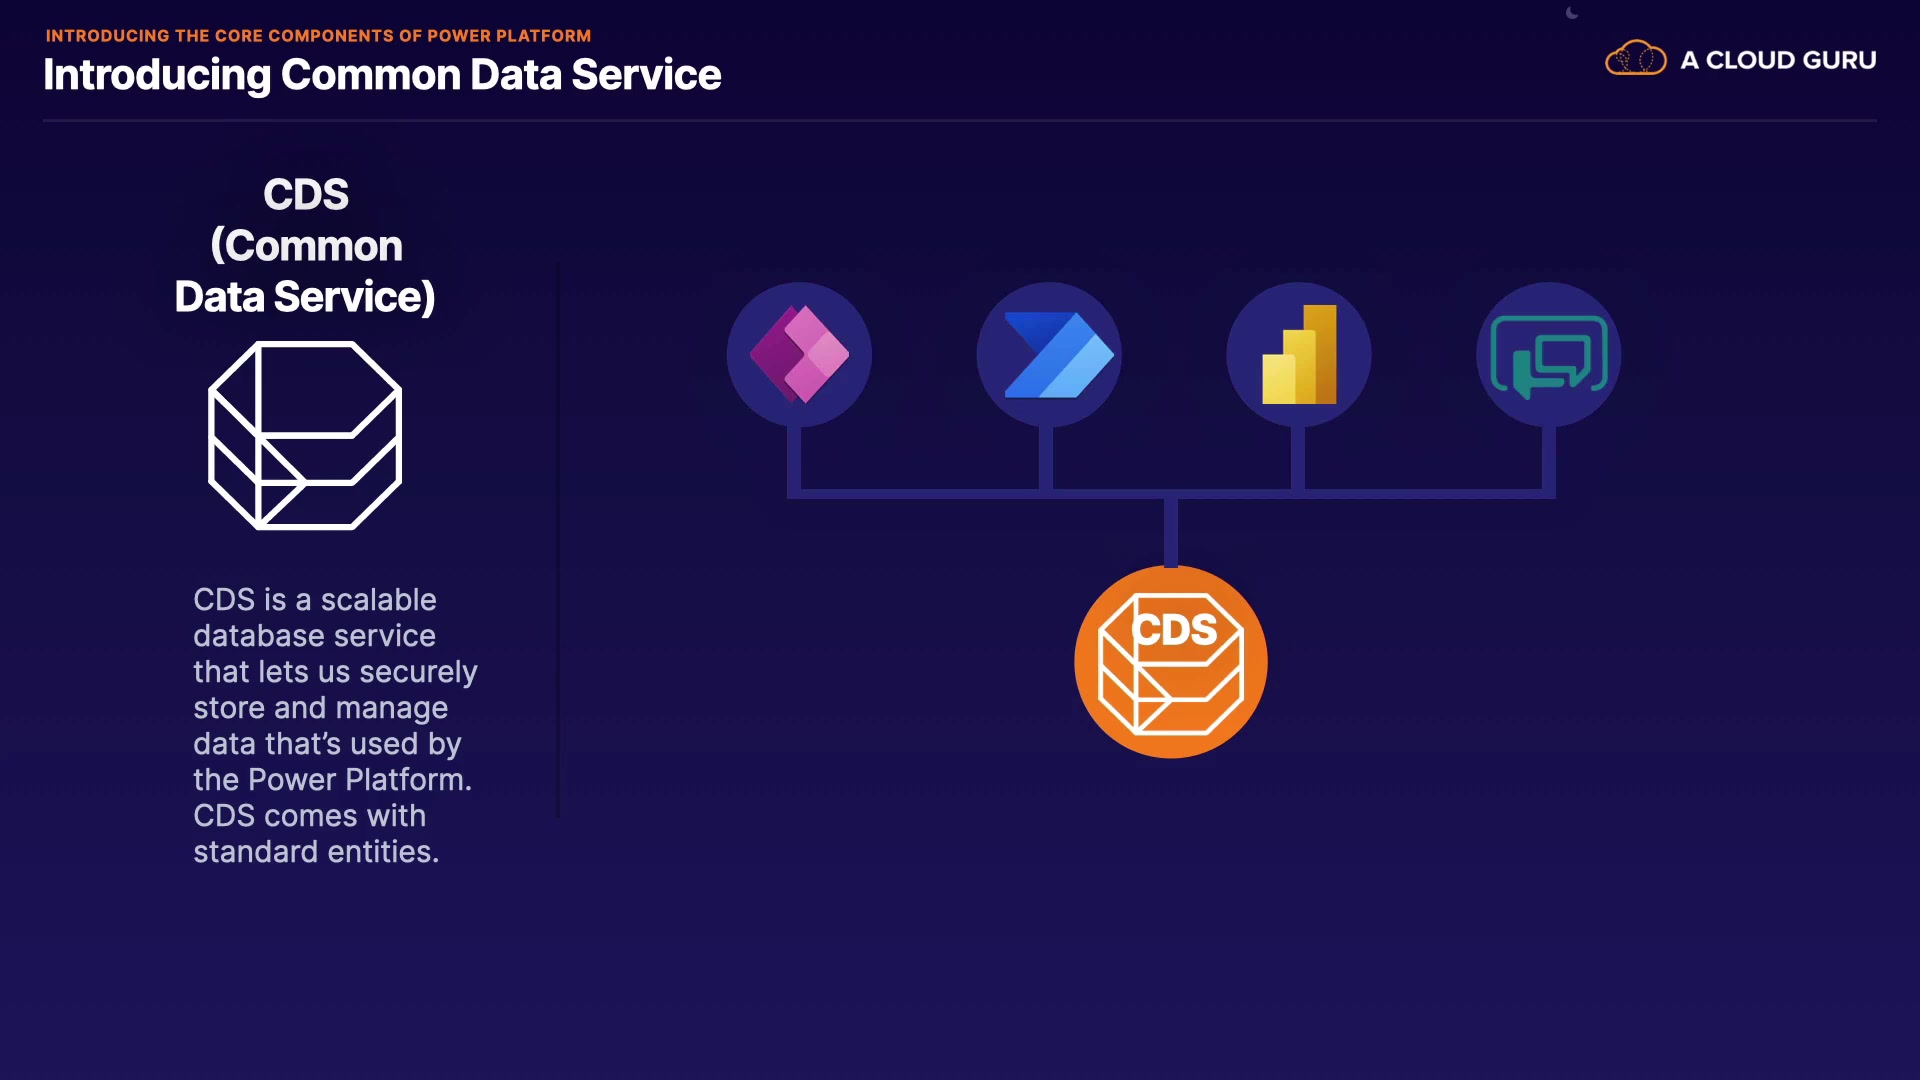 INTRODUCING THE CORE COMPONENTS OF POWER PLATFORM
Introducing Common Data Service
A CLOUD GURU
CDS
(Common
Data Service)
CDS is a scalable
database service
that lets us securely
store and manage
data that’s used by
the Power Platform.
CDS comes with
standard entities.
CDS